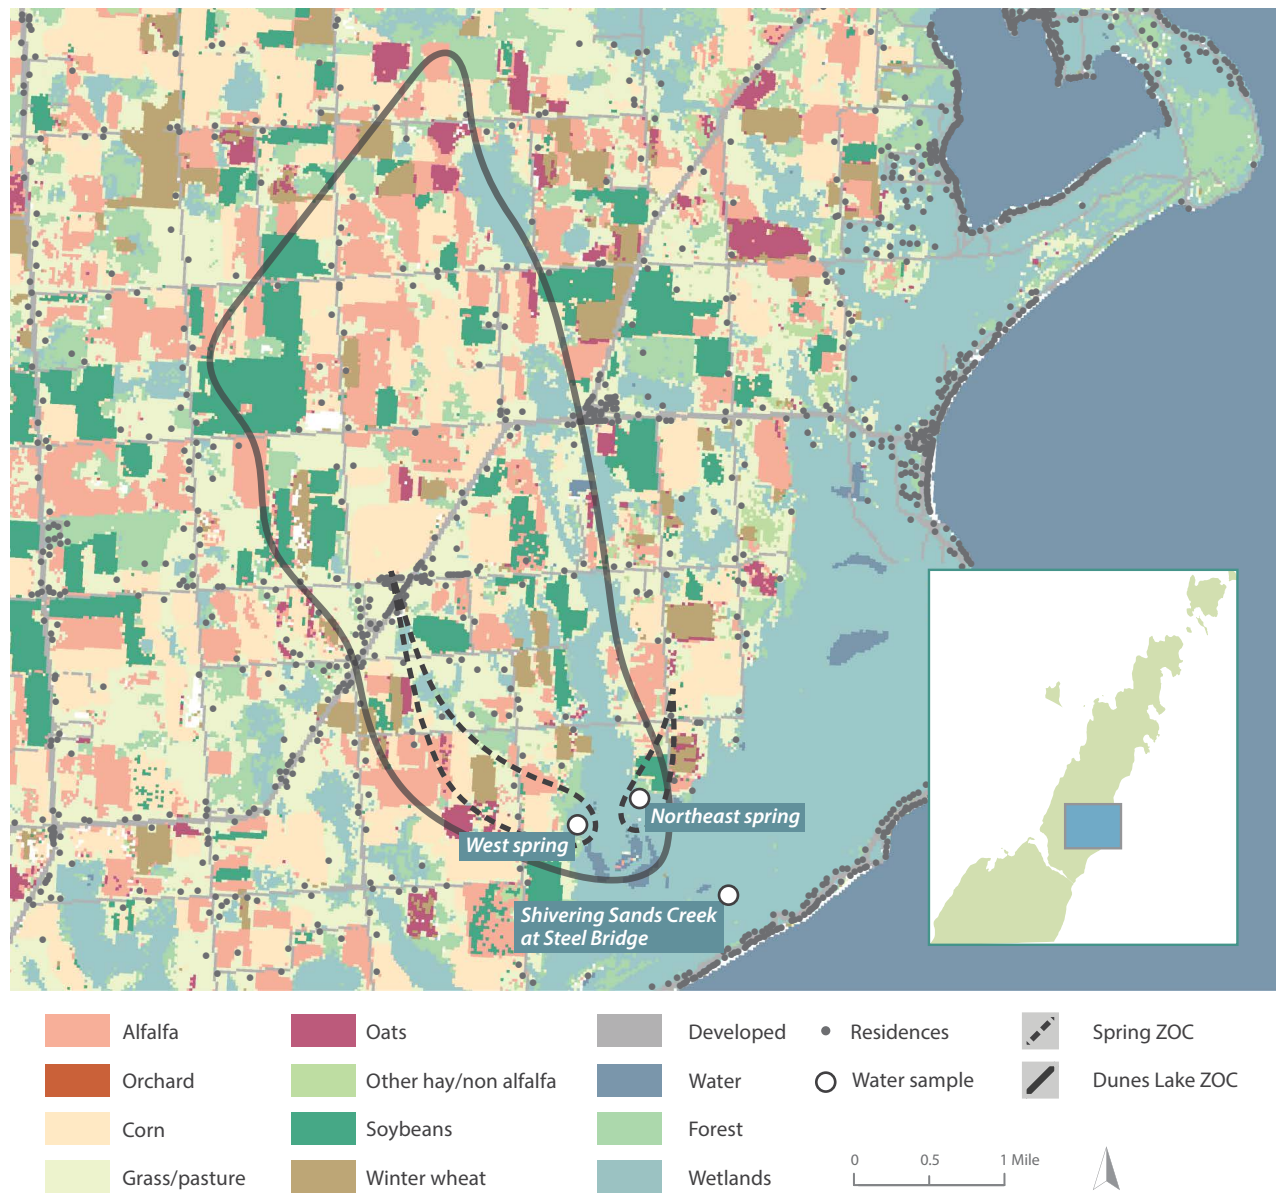 Northeast spring
West spring
Shivering Sands Creek
at Steel Bridge
Alfalfa
Oats
Developed
Residences
Spring ZOC
Orchard
Other hay/non alfalfa
Water
Water sample
Dunes Lake ZOC
Corn
Soybeans
Forest
Grass/pasture
Winter wheat
Wetlands
0 0.5 1 Mile